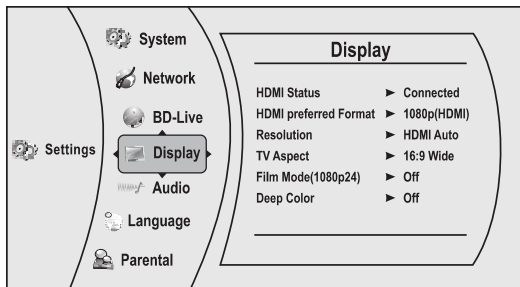 Settings
System
Network
BD-Live
Display
Audio
Language
Parental
Display
HDMI Status ► Connected
HDMI preferred Format ► 1080p(HDMI)
Resolution ► HDMI Auto
TV Aspect ► 16:9 Wide
Film Mode(1080p24) ► Off
Deep Color ► Off